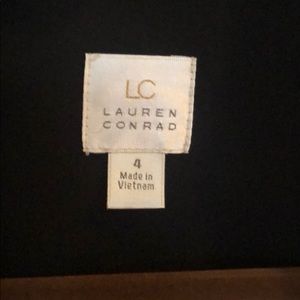 LC
LAUREN
CONRAD
4
Made in
Vietnam